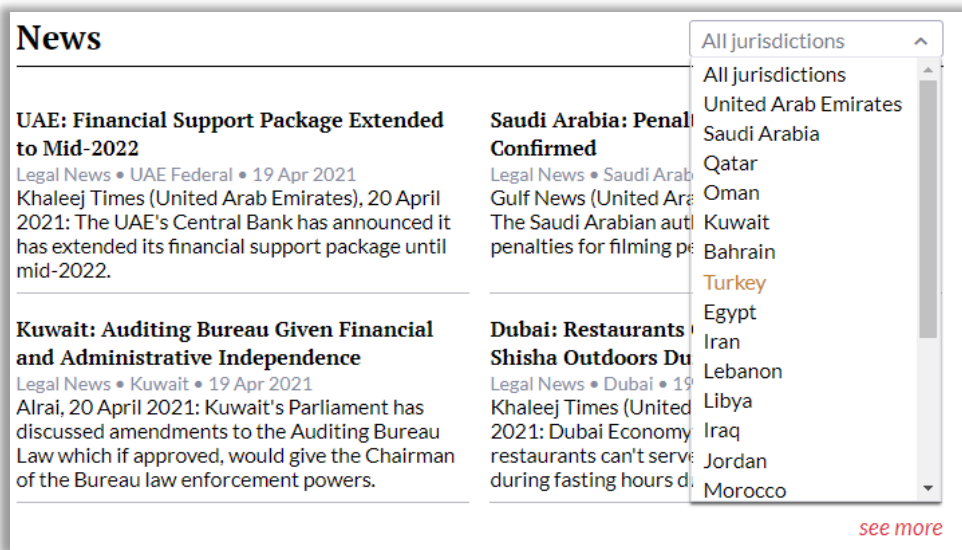 News
All jurisdictions
All jurisdictions
United Arab Emirates
Saudi Arabia
Qatar
Oman
Kuwait
Bahrain
Turkey
Egypt
Iran
Lebanon
Libya
Iraq
Jordan
Morocco
UAE: Financial Support Package Extended
to Mid-2022
Legal News • UAE Federal • 19 Apr 2021
Khaleej Times (United Arab Emirates), 20 April
2021: The UAE's Central Bank has announced it
has extended its financial support package until
mid-2022.
Saudi Arabia:
Confirmed
Legal News • Saudi
Gulf News (United
The Saudi Arabian
penalties for filming
Kuwait: Auditing Bureau Given Financial
and Administrative Independence
Legal News • Kuwait • 19 Apr 2021
Alrai, 20 April 2021: Kuwait's Parliament has
discussed amendments to the Auditing Bureau
Law which if approved, would give the Chairman
of the Bureau law enforcement powers.
Dubai: Restaurants
Shisha Outdoors
Legal News • Dubai • 19
Khaleej Times (United
2021: Dubai Economy
restaurants can't
during fasting hours
see more